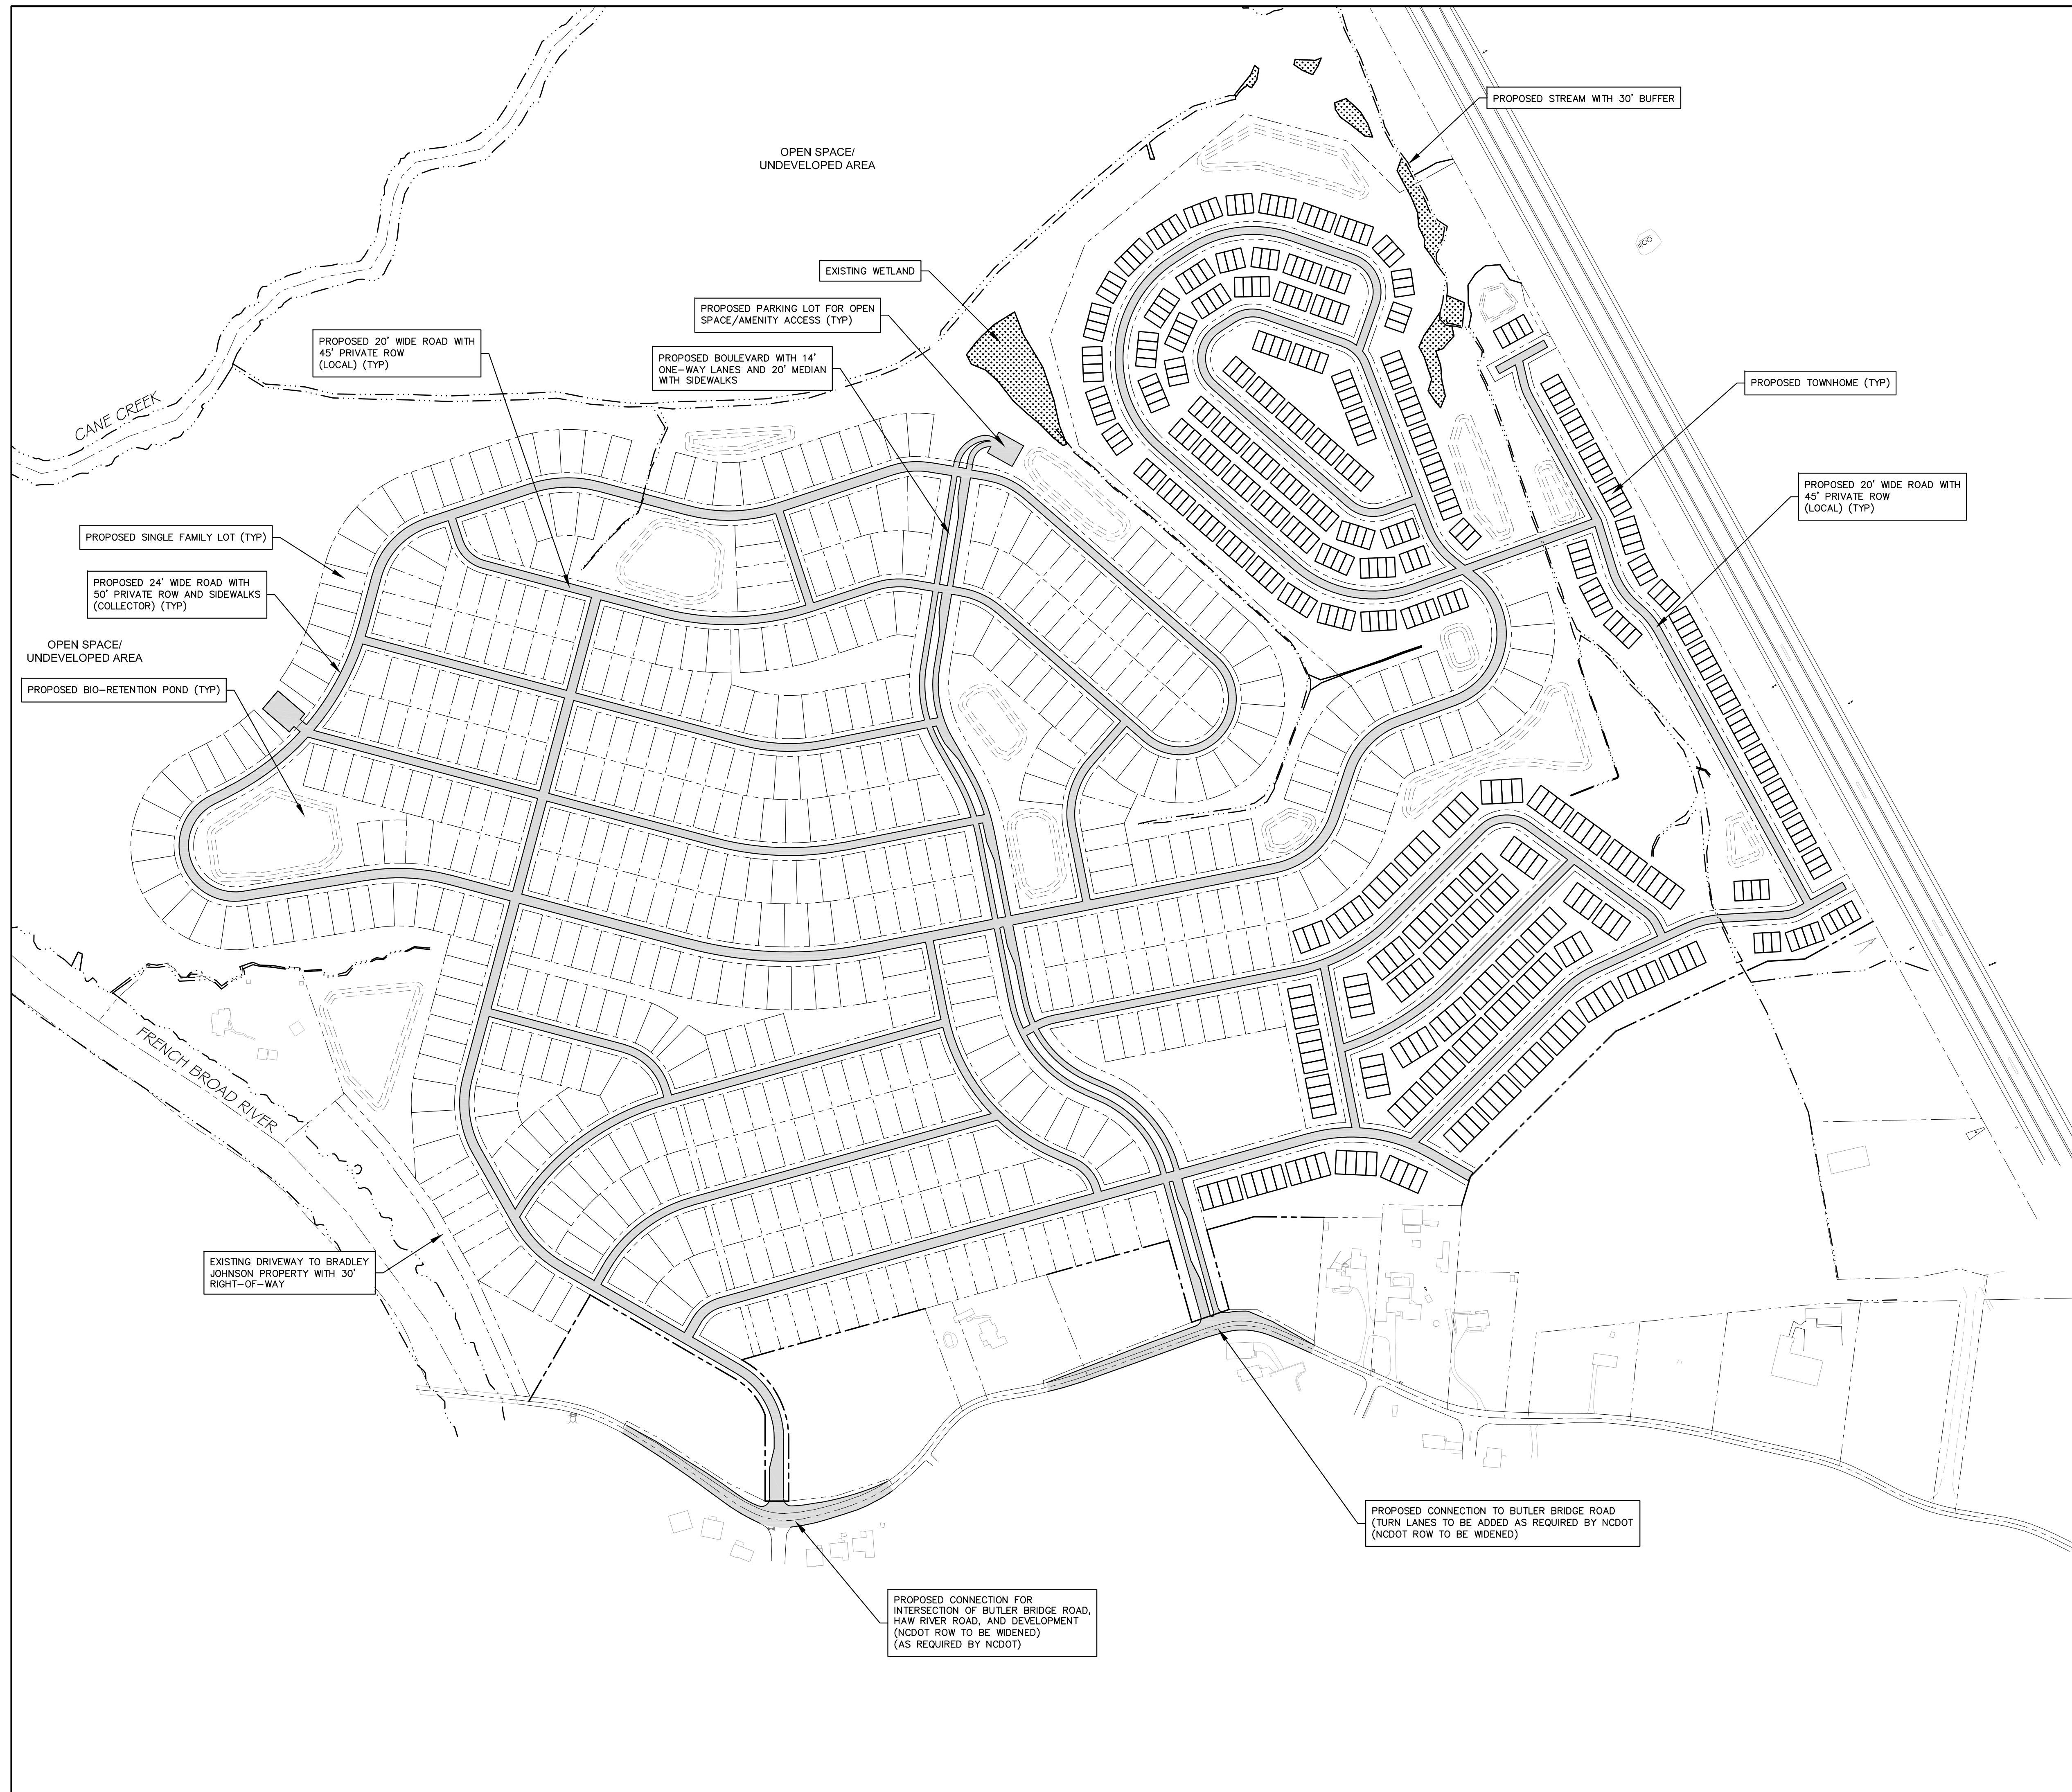 PROPOSED STREAM WITH 30' BUFFER
OPEN SPACE/
UNDEVELOPED AREA
EXISTING WETLAND
PROPOSED PARKING LOT FOR OPEN
SPACE/AMENITY ACCESS (TYP)
PROPOSED 20' WIDE ROAD WITH
45' PRIVATE ROW
(LOCAL) (TYP)
PROPOSED BOULEVARD WITH 14'
ONE-WAY LANES AND 20' MEDIAN
WITH SIDEWALKS
PROPOSED TOWNHOME (TYP)
CANE CREEK
PROPOSED 20' WIDE ROAD WITH
45' PRIVATE ROW
(LOCAL) (TYP)
PROPOSED SINGLE FAMILY LOT (TYP)
PROPOSED 24' WIDE ROAD WITH
50' PRIVATE ROW AND SIDEWALKS
(COLLECTOR) (TYP)
OPEN SPACE/
UNDEVELOPED AREA
PROPOSED BIO-RETENTION POND (TYP)
FRENCH BROAD RIVER
EXISTING DRIVEWAY TO BRADLEY
JOHNSON PROPERTY WITH 30'
RIGHT-OF-WAY
PROPOSED CONNECTION TO BUTLER BRIDGE ROAD
(TURN LANES TO BE ADDED AS REQUIRED BY NCDOT
(NCDOT ROW TO BE WIDENED)
PROPOSED CONNECTION FOR
INTERSECTION OF BUTLER BRIDGE ROAD,
HAW RIVER ROAD, AND DEVELOPMENT
(NCDOT ROW TO BE WIDENED)
(AS REQUIRED BY NCDOT)